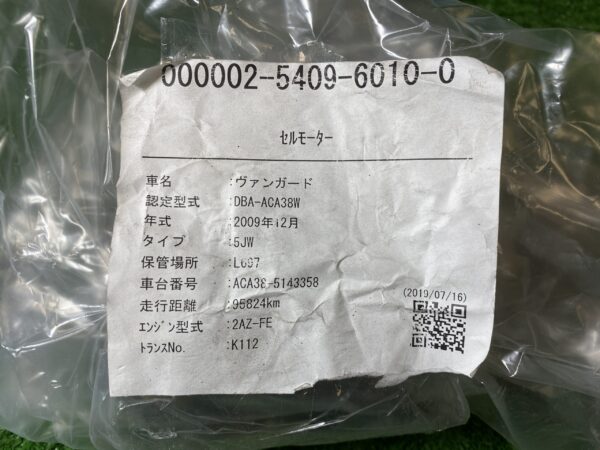 000002-5409-6010-0
ｾﾙﾓｰﾀｰ
車名 :ヴァンガード
認定型式 :DBA-ACA38W
年式 :2009年12月
タイプ :5JW
保管場所 :L097
車台番号 :ACA38-5143358
走行距離 :95824km
ｴﾝｼﾞﾝ型式 :2AZ-FE
ﾄﾗﾝｽNo. :K112
(2019/07/16)